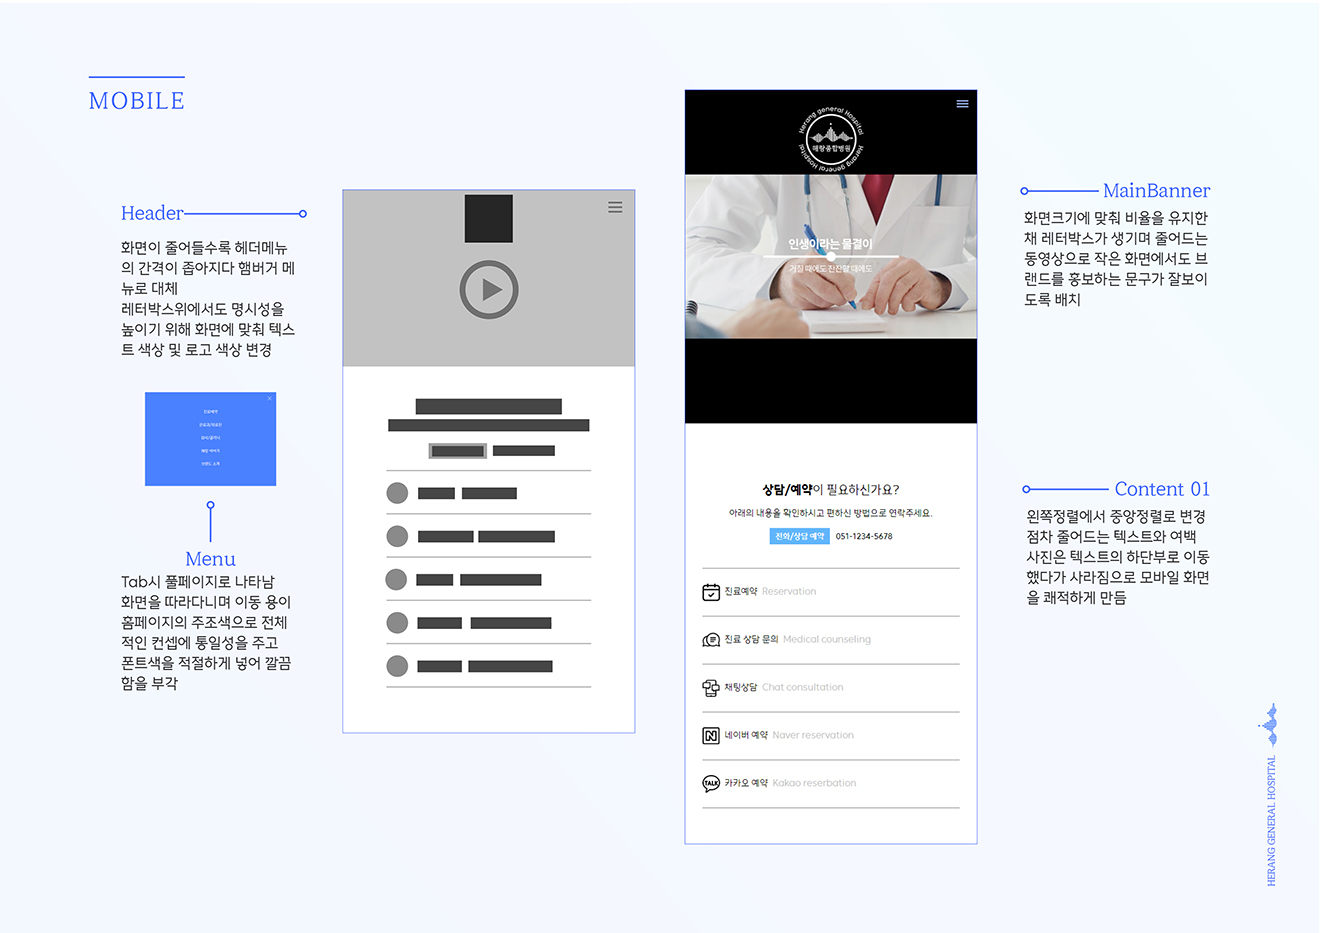 MOBILE
Header
화면이 줄어들수록 헤더메뉴
의 간격이 좁아지다 햄버거 메
뉴로 대체
레터박스위에서도 명시성을
높이기 위해 화면에 맞춰 텍스
트 색상 및 로고 색상 변경
진료예약
브랜드 소개
Menu
Tab시 풀페이지로 나타남
화면을 따라다니며 이동 용이
홈페이지의 주조색으로 전체
적인 컨셉에 통일성을 주고
폰트색을 적절하게 넣어 깔끔
함을 부각
Herang general Hospital
해랑종합병원
Herang general Hospital
인생이라는 물결이
거칠 때에도 잔잔할 때에도
상담/예약이 필요하신가요?
아래의 내용을 확인하시고 편하신 방법으로 연락주세요.
전화/상담 예약 051-1234-5678
진료예약 Reservation
진료 상담 문의 Medical counseling
채팅상담 Chat consultation
N 네이버 예약 Naver reservation
TALK 카카오 예약 Kakao reserbation
MainBanner
화면크기에 맞춰 비율을 유지한
채 레터박스가 생기며 줄어드는
동영상으로 작은 화면에서도 브
랜드를 홍보하는 문구가 잘보이
도록 배치
Content 01
왼쪽정렬에서 중앙정렬로 변경
점차 줄어드는 텍스트와 여백
사진은 텍스트의 하단부로 이동
했다가 사라짐으로 모바일 화면
을 쾌적하게 만듬
HERANG GENERAL HOSPITAL